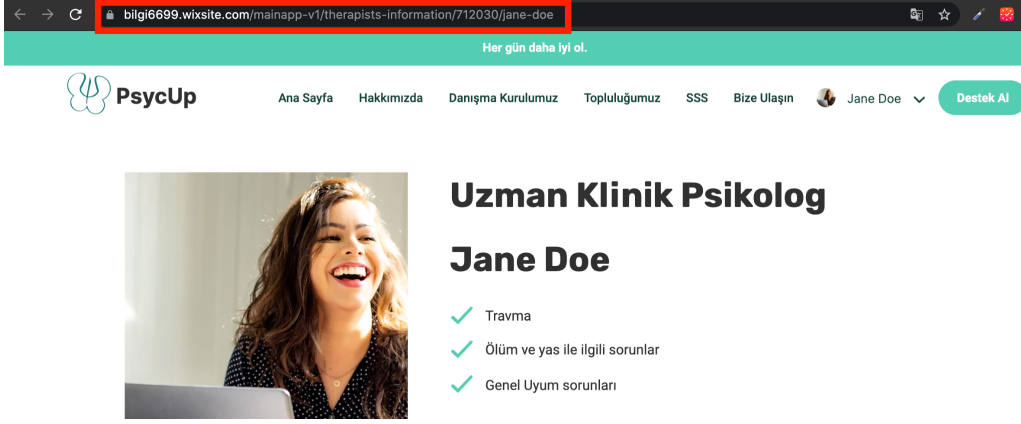 bilgi6699.wixsite.com/mainapp-v1/therapists-information/712030/jane-doe
Her gün daha iyi ol.
PsycUp
Ana Sayfa Hakkımızda Danışma Kurulumuz Topluluğumuz SSS Bize Ulaşın Jane Doe Destek Al
Uzman Klinik Psikolog
Jane Doe
Travma
Ölüm ve yas ile ilgili sorunlar
Genel Uyum sorunları